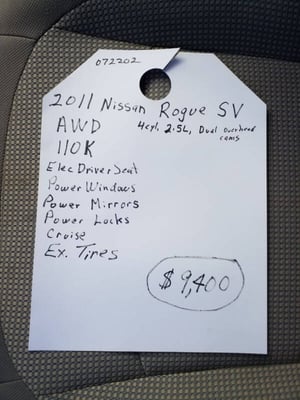 072202
2011 Nissan Rogue SV
AWD 4cyl, 2.5L, Dual overhead
cams
110K
Elec Driver Seat
Power Windows
Power Mirrors
Power Locks
Cruise
Ex. Tires
$9,400